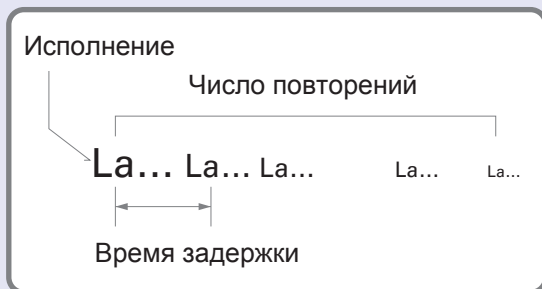 Исполнение
Число повторений
La... La... La... La... La...
Время задержки